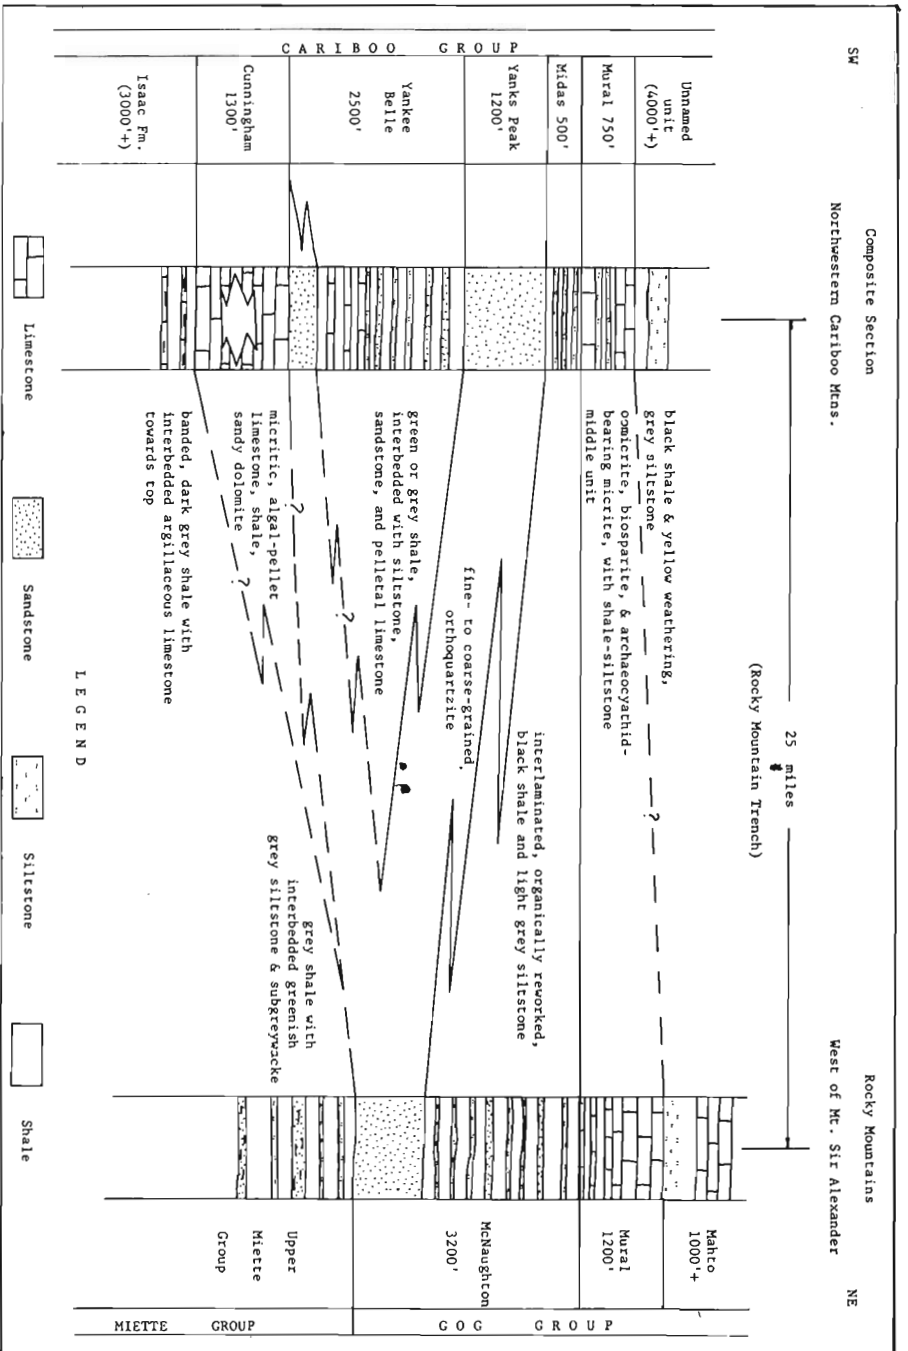 SW
NE
Composite Section
Northwestern Cariboo Mtns.
Rocky Mountains
West of Mt. Sir Alexander
25 miles
(Rocky Mountain Trench)
CARIBOO GROUP
Unnamed
unit
(4000'+)
Mural 750'
Midas 500'
Yanks Peak
1200'
Yankee
Belle
2500'
Cunningham
1300'
Isaac Fm.
(3000'+)
black shale & yellow weathering,
grey siltstone
oomicrite, biosparite, & archaeocyathid-
bearing micrite, with shale-siltstone
middle unit
?
interlaminated, organically reworked,
black shale and light grey siltstone
fine- to coarse-grained,
orthoquartzite
green or grey shale,
interbedded with siltstone,
sandstone, and pelletal limestone
?
?
micritic, algal-pellet
limestone, shale,
sandy dolomite
?
grey shale with
interbedded greenish
grey siltstone & subgreywacke
banded, dark grey shale with
interbedded argillaceous limestone
towards top
Mahto
1000'+
Mural
1200'
McNaughton
3200'
Upper
Miette
Group
GOG GROUP
MIETTE GROUP
LEGEND
Limestone
Sandstone
Siltstone
Shale